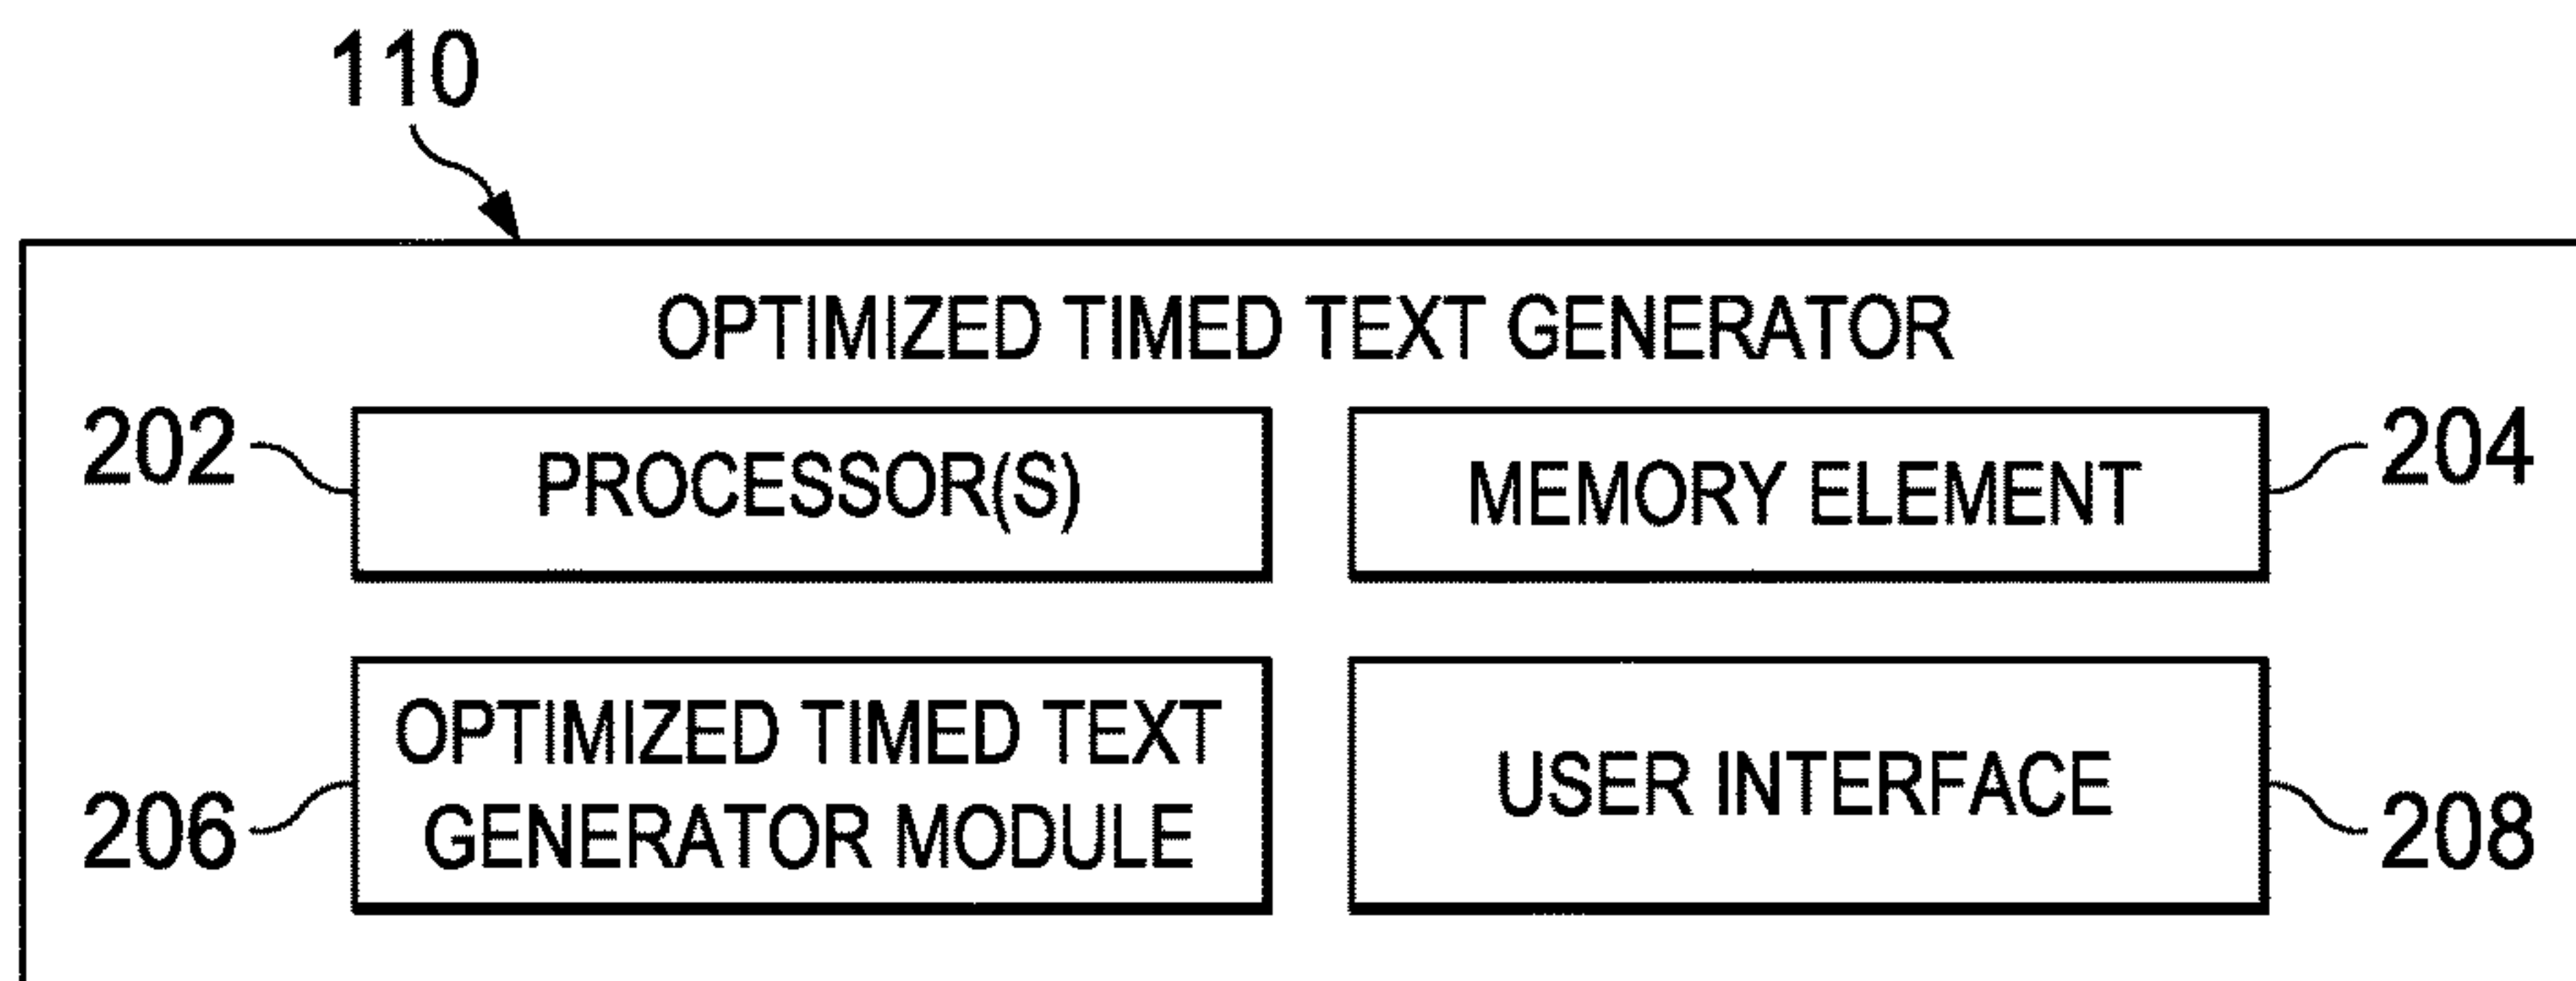 110
OPTIMIZED TIMED TEXT GENERATOR
202
PROCESSOR(S)
MEMORY ELEMENT
204
206
OPTIMIZED TIMED TEXT
GENERATOR MODULE
USER INTERFACE
208